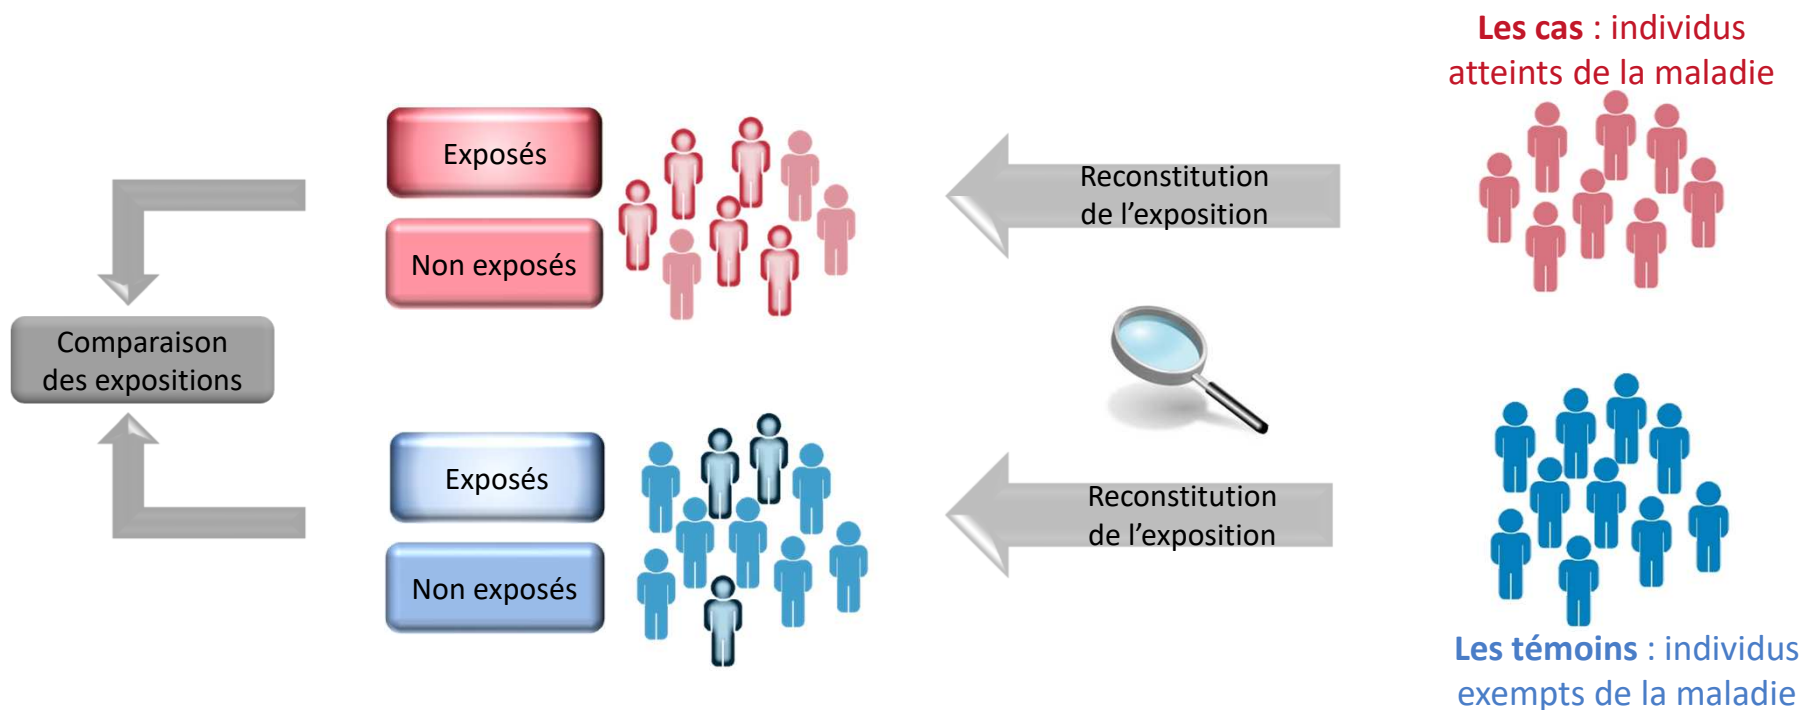 Les cas : individus
atteints de la maladie
Exposés
Non exposés
Reconstitution
de l’exposition
Comparaison
des expositions
Exposés
Non exposés
Reconstitution
de l’exposition
Les témoins : individus
exempts de la maladie